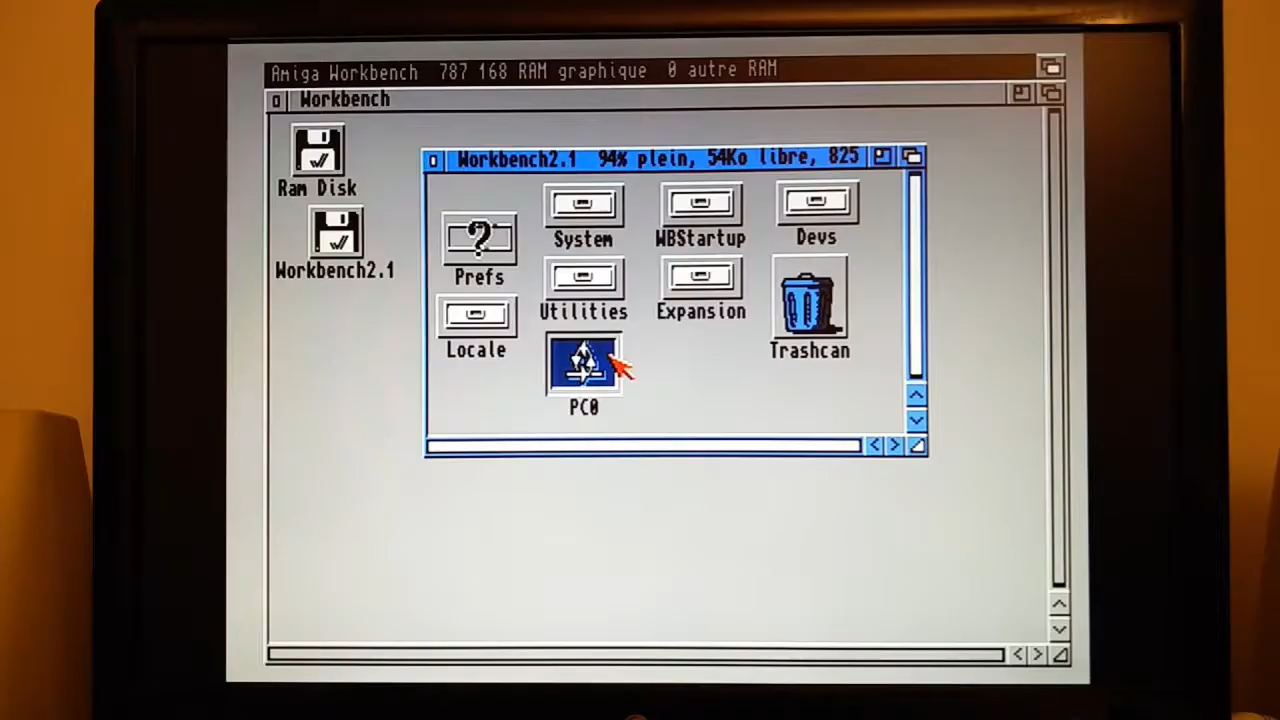 Amiga Workbench 787 168 RAM graphique 0 autre RAM
Workbench
Ram Disk
Workbench2.1
Workbench2.1 94% plein, 54Ko libre, 825
System
WBStartup
Devs
Prefs
Utilities
Expansion
Locale
Trashcan
PC0